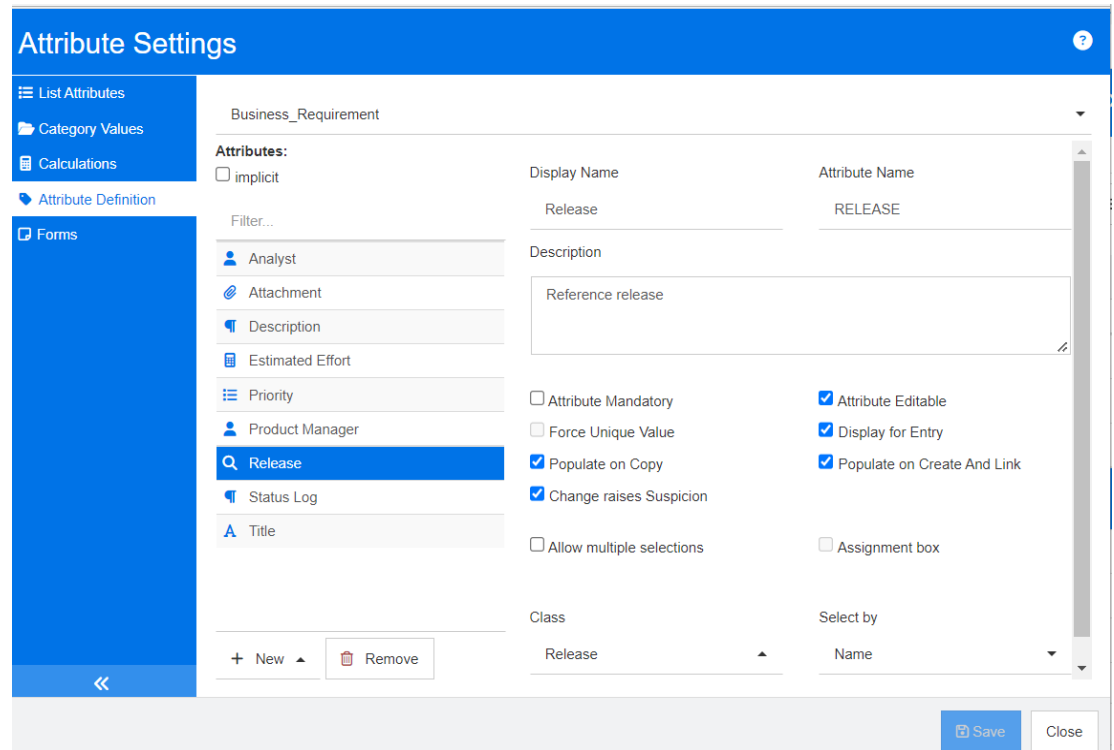 Attribute Settings
?
List Attributes
Category Values
Calculations
Attribute Definition
Forms
Business_Requirement
Attributes:
implicit
Filter...
Analyst
Attachment
Description
Estimated Effort
Priority
Product Manager
Release
Status Log
A Title
+ New
Remove
Display Name
Attribute Name
Release
RELEASE
Description
Reference release
Attribute Mandatory
Attribute Editable
Force Unique Value
Display for Entry
Populate on Copy
Populate on Create And Link
Change raises Suspicion
Allow multiple selections
Assignment box
Class
Select by
Release
Name
Save
Close